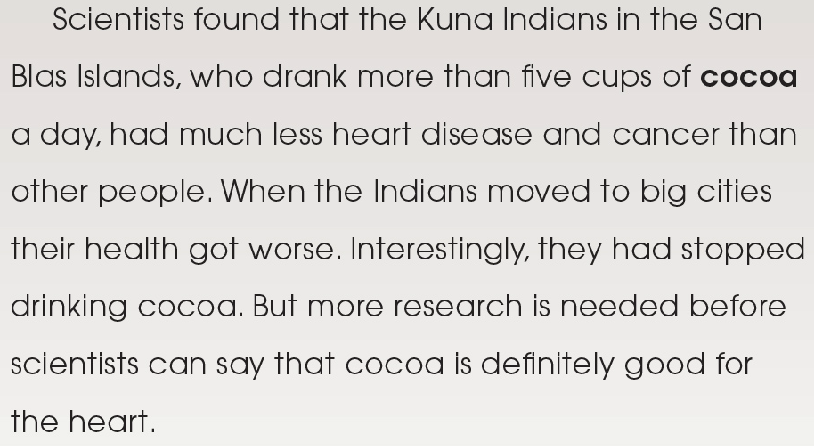 Scientists found that the Kuna Indians in the San
Blas Islands, who drank more than five cups of cocoa
a day, had much less heart disease and cancer than
other people. When the Indians moved to big cities
their health got worse. Interestingly, they had stopped
drinking cocoa. But more research is needed before
scientists can say that cocoa is definitely good for
the heart.